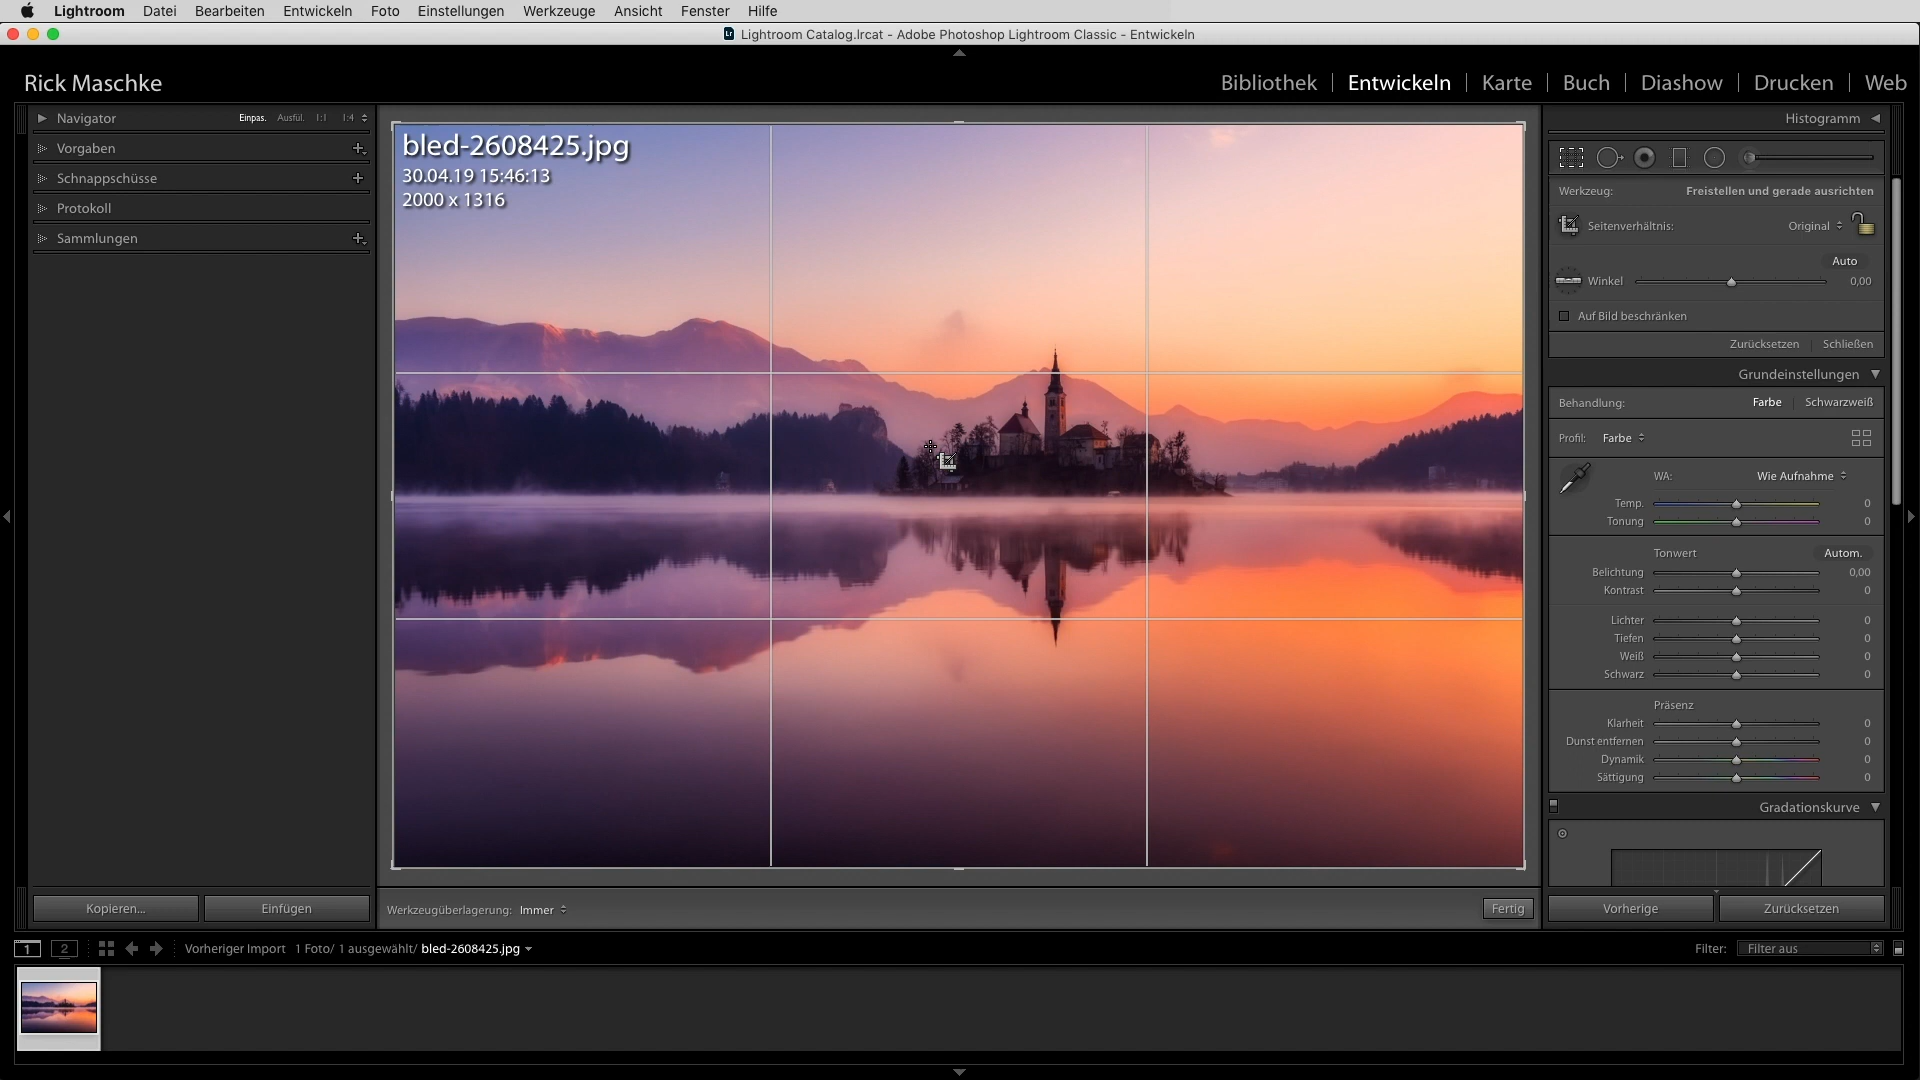 Lightroom Datei Bearbeiten Entwickeln Foto Einstellungen Werkzeuge Ansicht Fenster Hilfe
Lr Lightroom Catalog.lrcat - Adobe Photoshop Lightroom Classic - Entwickeln
Rick Maschke
Bibliothek | Entwickeln | Karte | Buch | Diashow | Drucken | Web
Navigator Einpas. Ausfül. 1:1 1:4
Vorgaben
Schnappschüsse
Protokoll
Sammlungen
Kopieren... Einfügen
bled-2608425.jpg
30.04.19 15:46:13
2000 x 1316
Werkzeugüberlagerung: Immer
Fertig
Histogramm
Werkzeug: Freistellen und gerade ausrichten
Seitenverhältnis: Original
Auto
Winkel 0,00
Auf Bild beschränken
Zurücksetzen | Schließen
Grundeinstellungen
Behandlung: Farbe | Schwarzweiß
Profil: Farbe
WA: Wie Aufnahme
Temp. 0
Tonung 0
Tonwert Autom.
Belichtung 0,00
Kontrast 0
Lichter 0
Tiefen 0
Weiß 0
Schwarz 0
Präsenz
Klarheit 0
Dunst entfernen 0
Dynamik 0
Sättigung 0
Gradationskurve
Vorherige Zurücksetzen
1 2 Vorheriger Import 1 Foto/ 1 ausgewählt/ bled-2608425.jpg
Filter: Filter aus